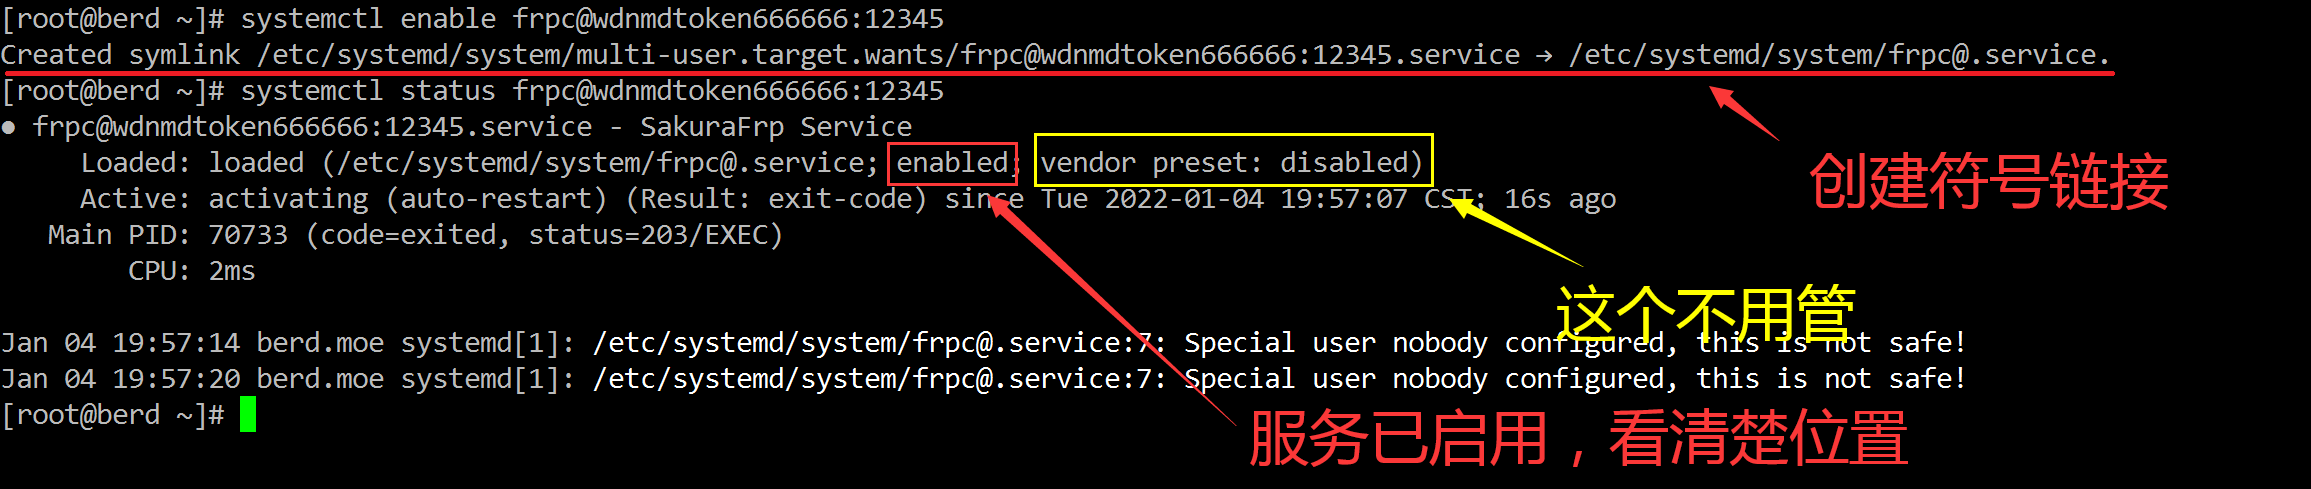 [root@berd ~]# systemctl enable frpc@wdnmdtoken666666:12345
Created symlink /etc/systemd/system/multi-user.target.wants/frpc@wdnmdtoken666666:12345.service → /etc/systemd/system/frpc@.service.
[root@berd ~]# systemctl status frpc@wdnmdtoken666666:12345
● frpc@wdnmdtoken666666:12345.service - SakuraFrp Service
Loaded: loaded (/etc/systemd/system/frpc@.service; enabled; vendor preset: disabled)
创建符号链接
Active: activating (auto-restart) (Result: exit-code) since Tue 2022-01-04 19:57:07 CST; 16s ago
Main PID: 70733 (code=exited, status=203/EXEC)
CPU: 2ms
这个不用管
Jan 04 19:57:14 berd.moe systemd[1]: /etc/systemd/system/frpc@.service:7: Special user nobody configured, this is not safe!
Jan 04 19:57:20 berd.moe systemd[1]: /etc/systemd/system/frpc@.service:7: Special user nobody configured, this is not safe!
[root@berd ~]#
服务已启用，看清楚位置